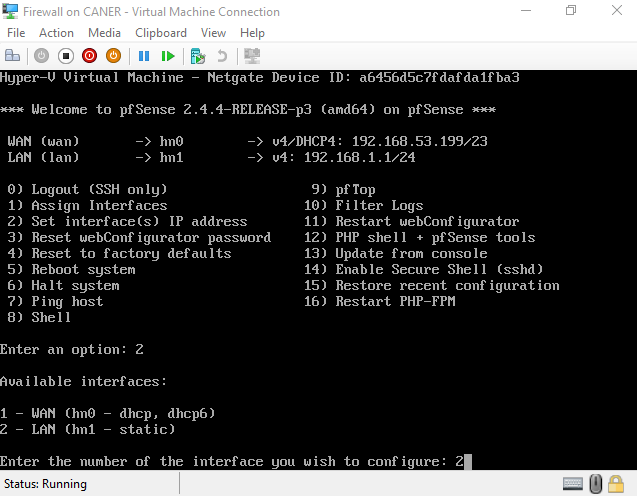 Firewall on CANER - Virtual Machine Connection
File Action Media Clipboard View Help
Hyper-V Virtual Machine - Netgate Device ID: a6456d5c7fdafda1fba3
*** Welcome to pfSense 2.4.4-RELEASE-p3 (amd64) on pfSense ***
WAN (wan) -> hn0 -> v4/DHCP4: 192.168.53.199/23
LAN (lan) -> hn1 -> v4: 192.168.1.1/24
0) Logout (SSH only) 9) pfTop
1) Assign Interfaces 10) Filter Logs
2) Set interface(s) IP address 11) Restart webConfigurator
3) Reset webConfigurator password 12) PHP shell + pfSense tools
4) Reset to factory defaults 13) Update from console
5) Reboot system 14) Enable Secure Shell (sshd)
6) Halt system 15) Restore recent configuration
7) Ping host 16) Restart PHP-FPM
8) Shell
Enter an option: 2
Available interfaces:
1 - WAN (hn0 - dhcp, dhcp6)
2 - LAN (hn1 - static)
Enter the number of the interface you wish to configure: 2
Status: Running